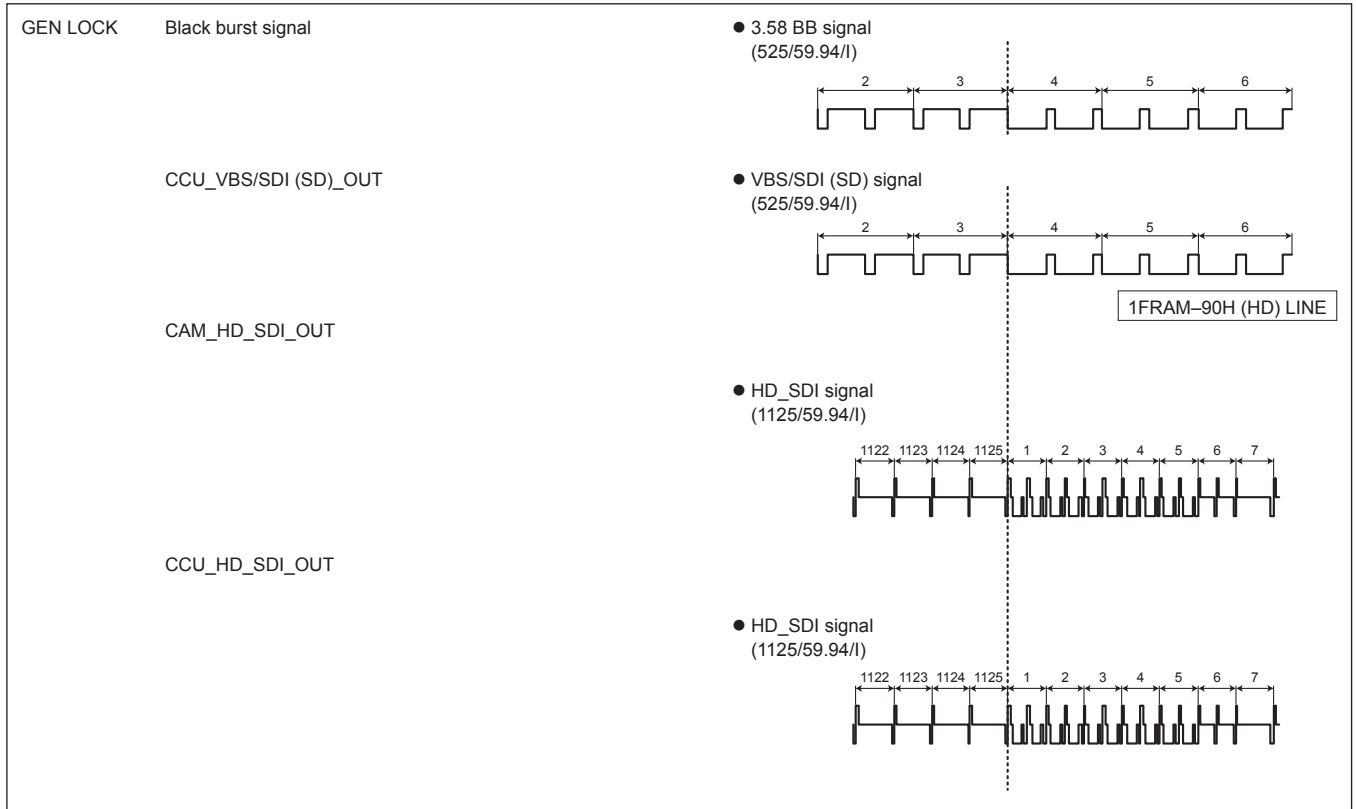 GEN LOCK Black burst signal ● 3.58 BB signal
(525/59.94/I)
2 3 4 5 6
CCU_VBS/SDI (SD)_OUT ● VBS/SDI (SD) signal
(525/59.94/I)
2 3 4 5 6
1FRAM–90H (HD) LINE
CAM_HD_SDI_OUT
● HD_SDI signal
(1125/59.94/I)
1122 1123 1124 1125 1 2 3 4 5 6 7
CCU_HD_SDI_OUT
● HD_SDI signal
(1125/59.94/I)
1122 1123 1124 1125 1 2 3 4 5 6 7